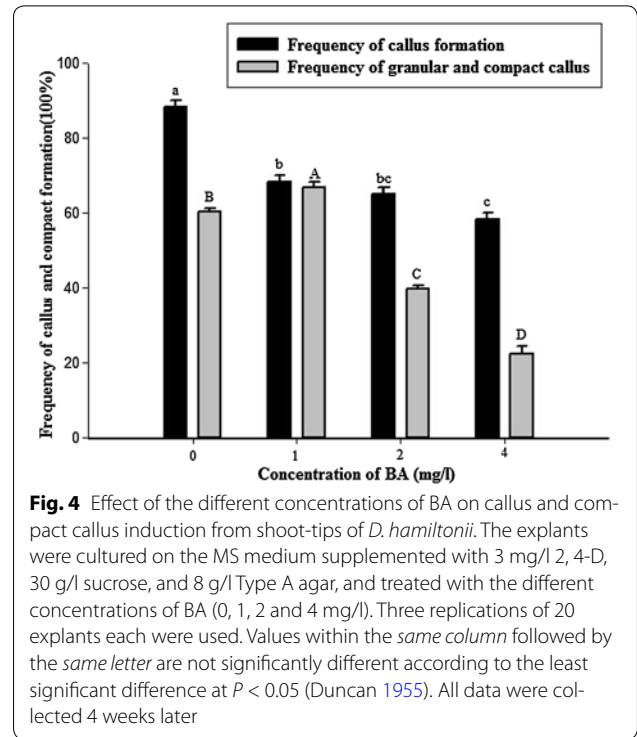 Frequency of callus formation
Frequency of granular and compact callus
Frequency of callus and compact formation(100%)
100
80
60
40
20
0
a
B
b
A
bc
C
c
D
0 1 2 4
Concentration of BA (mg/l)
Fig. 4 Effect of the different concentrations of BA on callus and com-
pact callus induction from shoot-tips of D. hamiltonii. The explants
were cultured on the MS medium supplemented with 3 mg/l 2, 4-D,
30 g/l sucrose, and 8 g/l Type A agar, and treated with the different
concentrations of BA (0, 1, 2 and 4 mg/l). Three replications of 20
explants each were used. Values within the same column followed by
the same letter are not significantly different according to the least
significant difference at P < 0.05 (Duncan 1955). All data were col-
lected 4 weeks later